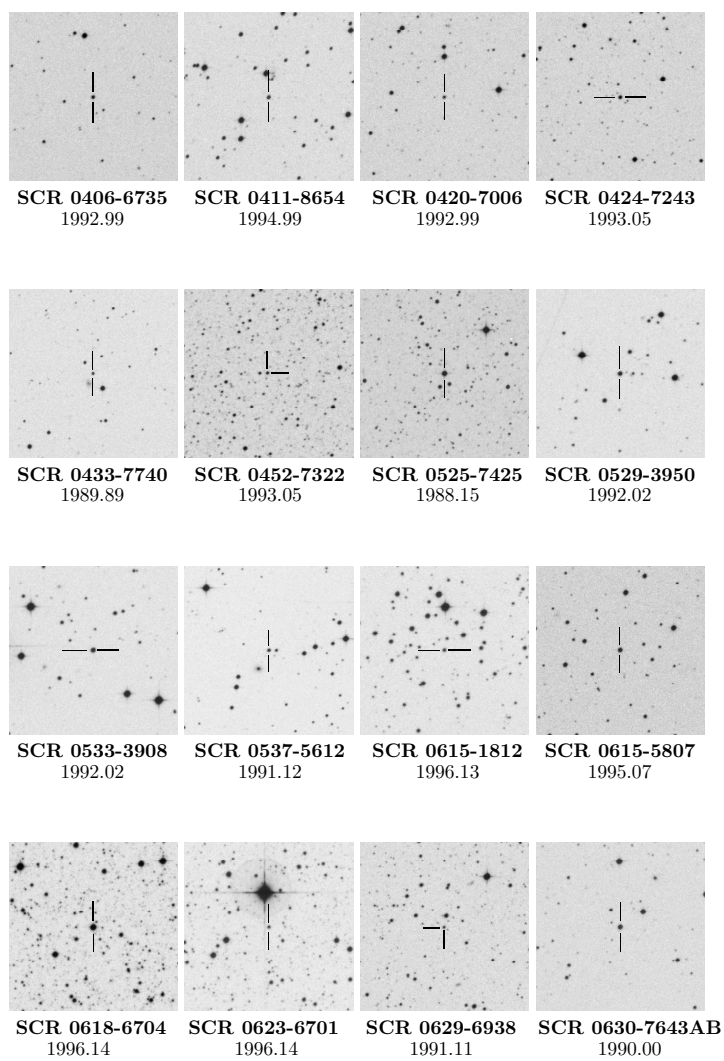 SCR 0406-6735 SCR 0411-8654 SCR 0420-7006 SCR 0424-7243
1992.99 1994.99 1992.99 1993.05
SCR 0433-7740 SCR 0452-7322 SCR 0525-7425 SCR 0529-3950
1989.89 1993.05 1988.15 1992.02
SCR 0533-3908 SCR 0537-5612 SCR 0615-1812 SCR 0615-5807
1992.02 1991.12 1996.13 1995.07
SCR 0618-6704 SCR 0623-6701 SCR 0629-6938 SCR 0630-7643AB
1996.14 1996.14 1991.11 1990.00